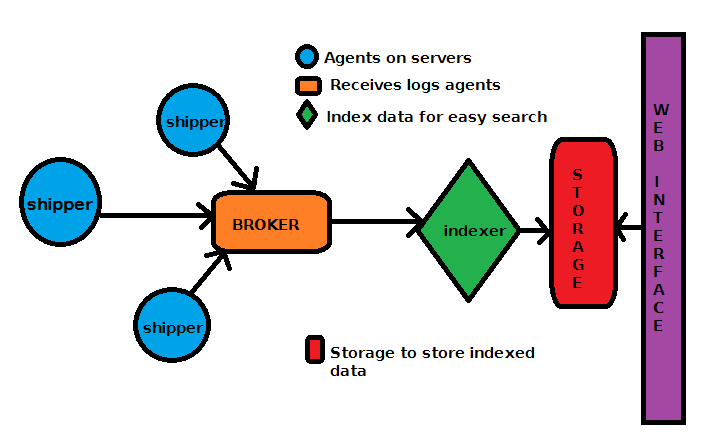 Agents on servers
Receives logs agents
Index data for easy search
shipper
shipper
BROKER
indexer
STORAGE
WEB INTERFACE
shipper
Storage to store indexed
data